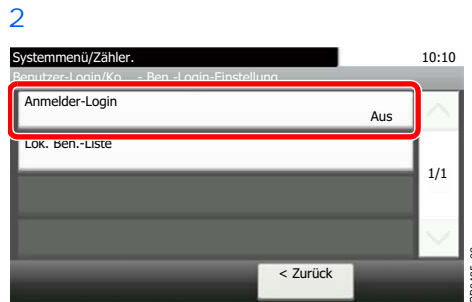 2
Systemmenü/Zähler. 10:10
Benutzer-Login/Ko... - Ben.-Login-Einstellung
Anmelder-Login
Aus
Lok. Ben.-Liste
1/1
< Zurück